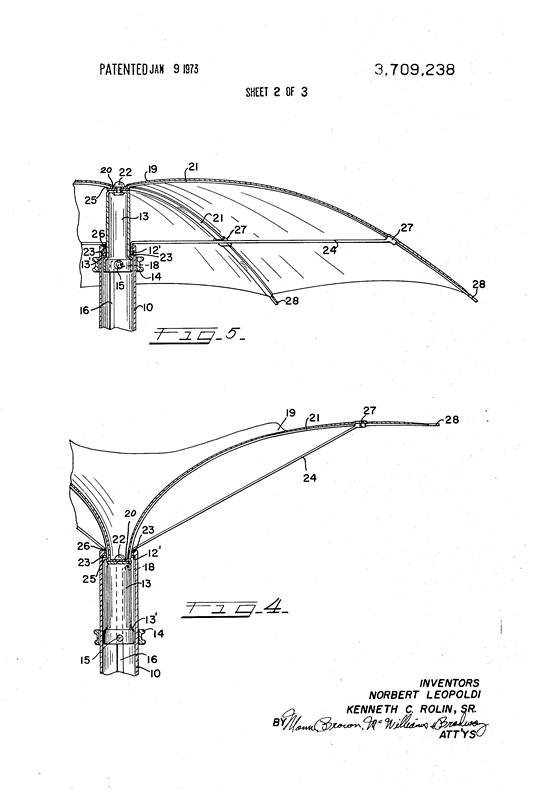 PATENTED JAN 9 1973
3,709,238
SHEET 2 OF 3
20 22 19 21
25
13
21
27
27
26
24
23 12'
23
13 18
14
15
28
28
16
10
Fig. 5.
19 21 27
28
24
20 23
26 22 12'
23 18
25 13
13'
14
15
16
10
Fig. 4.
INVENTORS
NORBERT LEOPOLDI
KENNETH C. ROLIN, SR.
BY Mann, Brown, McWilliams & Bradway
ATT'YS